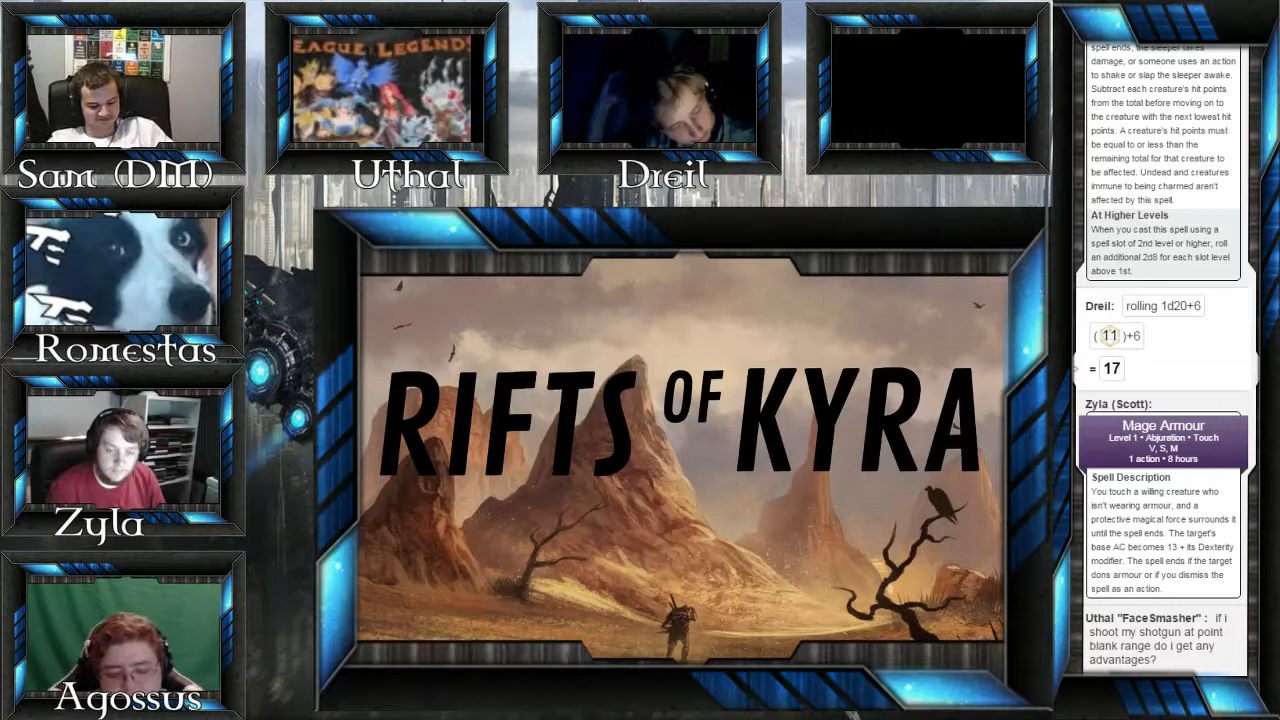 EAGUE LEGENDS
Sam (DM)
Uthal
Dreil
Romestas
Zyla
Agossus
RIFTS OF KYRA
spell ends, the sleeper takes
damage, or someone uses an action
to shake or slap the sleeper awake.
Subtract each creature's hit points
from the total before moving on to
the creature with the next lowest hit
points. A creature's hit points must
be equal to or less than the
remaining total for that creature to
be affected. Undead and creatures
immune to being charmed aren't
affected by this spell.
At Higher Levels
When you cast this spell using a
spell slot of 2nd level or higher, roll
an additional 2d8 for each slot level
above 1st.
Dreil: rolling 1d20+6
(11)+6
= 17
Zyla (Scott):
Mage Armour
Level 1 • Abjuration • Touch
V, S, M
1 action • 8 hours
Spell Description
You touch a willing creature who
isn't wearing armour, and a
protective magical force surrounds it
until the spell ends. The target's
base AC becomes 13 + its Dexterity
modifier. The spell ends if the target
dons armour or if you dismiss the
spell as an action.
Uthal "FaceSmasher" : if i
shoot my shotgun at point
blank range do i get any
advantages?